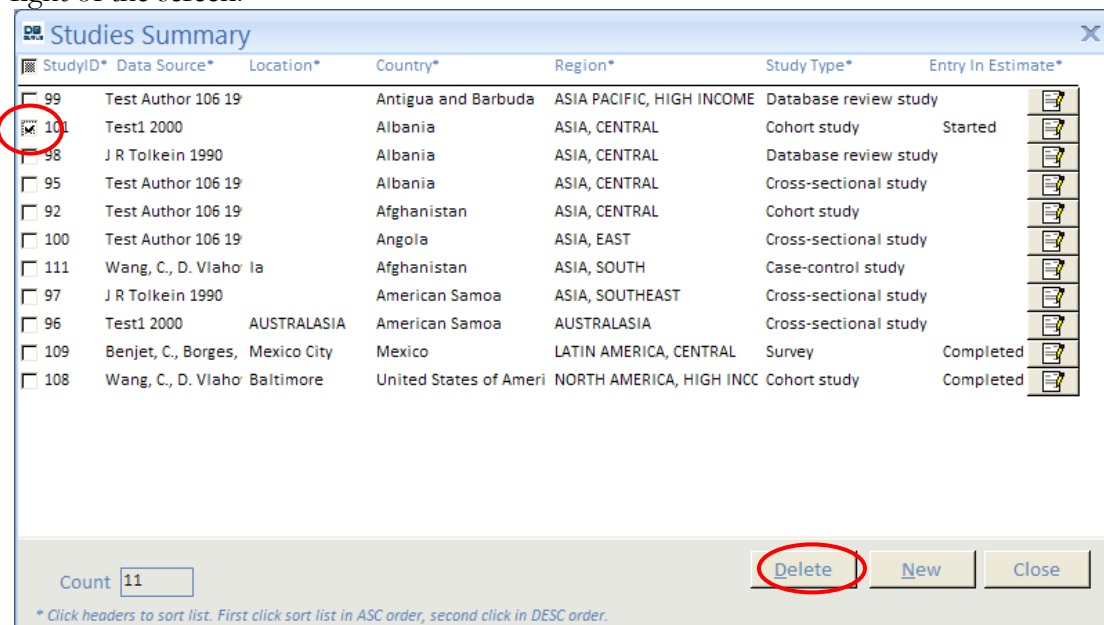 Studies Summary
StudyID* Data Source* Location* Country* Region* Study Type* Entry In Estimate*
99 Test Author 106 19 Antigua and Barbuda ASIA PACIFIC, HIGH INCOME Database review study
101 Test1 2000 Albania ASIA, CENTRAL Cohort study Started
98 J R Tolkein 1990 Albania ASIA, CENTRAL Database review study
95 Test Author 106 19 Albania ASIA, CENTRAL Cross-sectional study
92 Test Author 106 19 Afghanistan ASIA, CENTRAL Cohort study
100 Test Author 106 19 Angola ASIA, EAST Cross-sectional study
111 Wang, C., D. Vlaho la Afghanistan ASIA, SOUTH Case-control study
97 J R Tolkein 1990 American Samoa ASIA, SOUTHEAST Cross-sectional study
96 Test1 2000 AUSTRALASIA American Samoa AUSTRALASIA Cross-sectional study
109 Benjet, C., Borges, Mexico City Mexico LATIN AMERICA, CENTRAL Survey Completed
108 Wang, C., D. Vlaho Baltimore United States of Ameri NORTH AMERICA, HIGH INCC Cohort study Completed
Delete New Close
Count 11
* Click headers to sort list. First click sort list in ASC order, second click in DESC order.